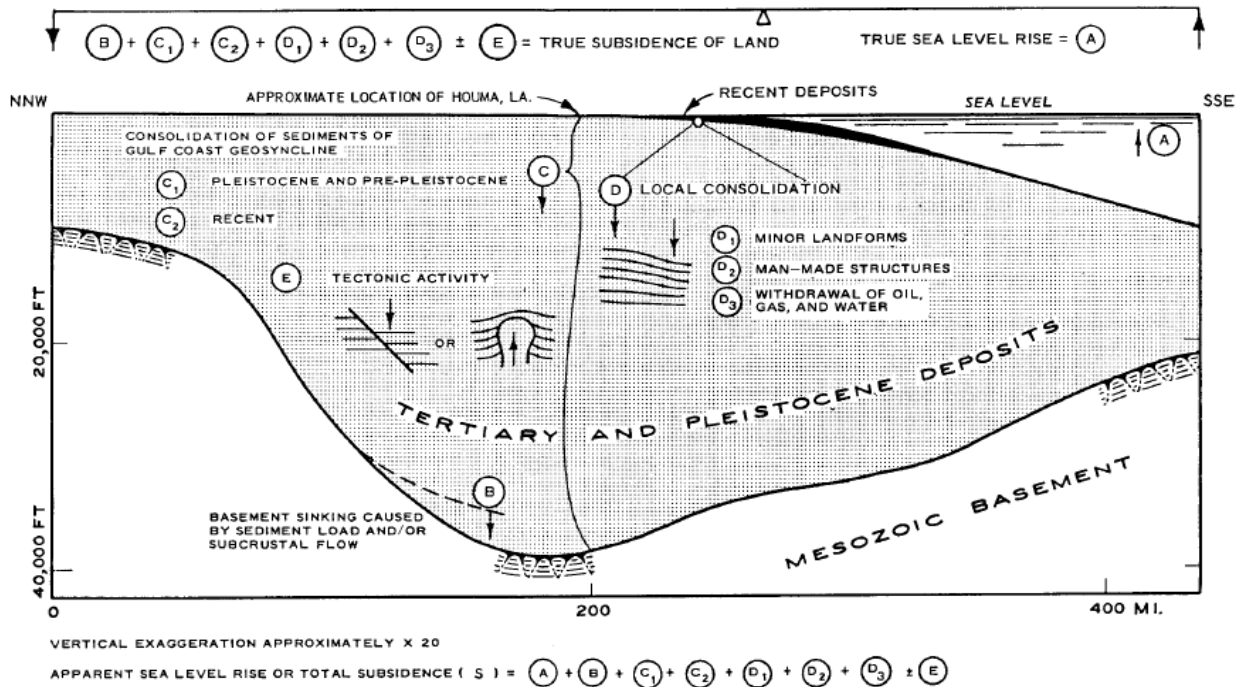 B + C1 + C2 + D1 + D2 + D3 ± E = TRUE SUBSIDENCE OF LAND
TRUE SEA LEVEL RISE = A
NNW
APPROXIMATE LOCATION OF HOUMA, LA.
RECENT DEPOSITS
SEA LEVEL
SSE
CONSOLIDATION OF SEDIMENTS OF
GULF COAST GEOSYNCLINE
C1 PLEISTOCENE AND PRE-PLEISTOCENE
C2 RECENT
C
A
D LOCAL CONSOLIDATION
D1 MINOR LANDFORMS
D2 MAN-MADE STRUCTURES
D3 WITHDRAWAL OF OIL,
GAS, AND WATER
E TECTONIC ACTIVITY
OR
20,000 FT
TERTIARY AND PLEISTOCENE DEPOSITS
B
BASEMENT SINKING CAUSED
BY SEDIMENT LOAD AND/OR
SUBCRUSTAL FLOW
MESOZOIC BASEMENT
40,000 FT
0
200
400 MI.
VERTICAL EXAGGERATION APPROXIMATELY X 20
APPARENT SEA LEVEL RISE OR TOTAL SUBSIDENCE ( S ) = A + B + C1 + C2 + D1 + D2 + D3 ± E